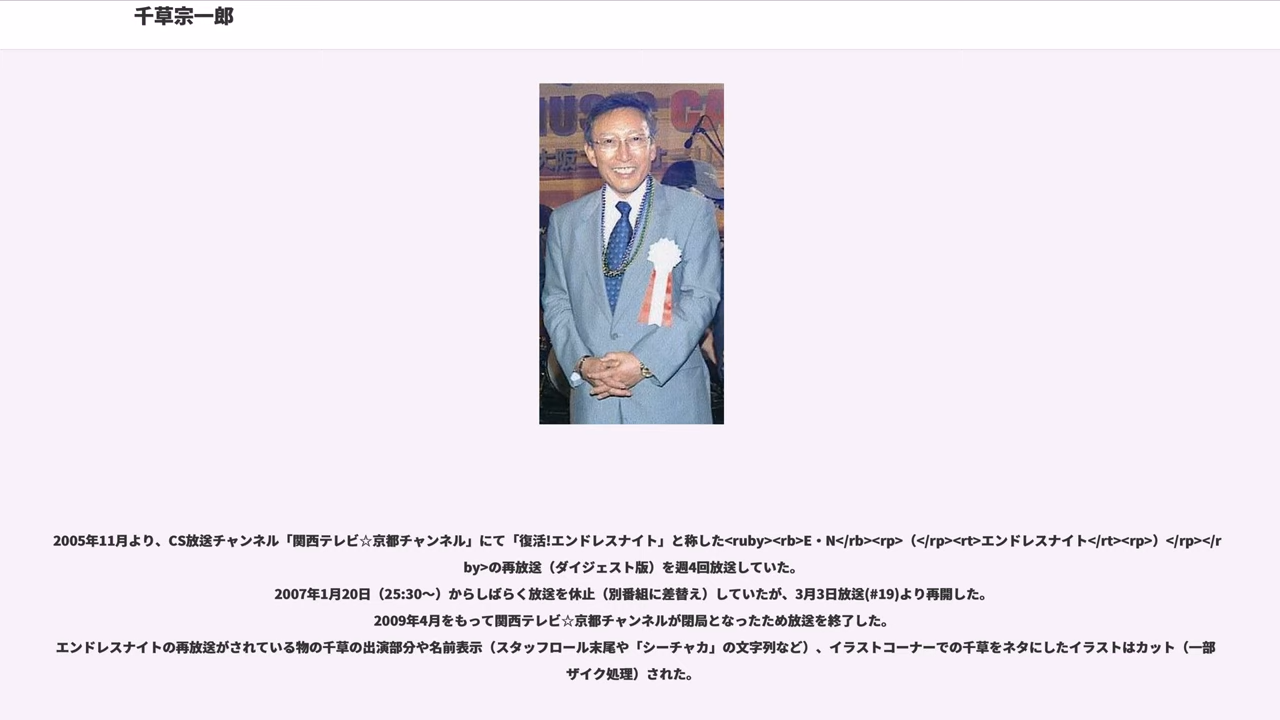 千草宗一郎
大阪
2005年11月より、CS放送チャンネル「関西テレビ☆京都チャンネル」にて「復活!エンドレスナイト」と称した<ruby><rb>E・N</rb><rp>（</rp><rt>エンドレスナイト</rt><rp>）</rp></r
by>の再放送（ダイジェスト版）を週4回放送していた。
2007年1月20日（25:30〜）からしばらく放送を休止（別番組に差替え）していたが、3月3日放送(#19)より再開した。
2009年4月をもって関西テレビ☆京都チャンネルが閉局となったため放送を終了した。
エンドレスナイトの再放送がされている物の千草の出演部分や名前表示（スタッフロール末尾や「シーチャカ」の文字列など）、イラストコーナーでの千草をネタにしたイラストはカット（一部
ザイク処理）された。